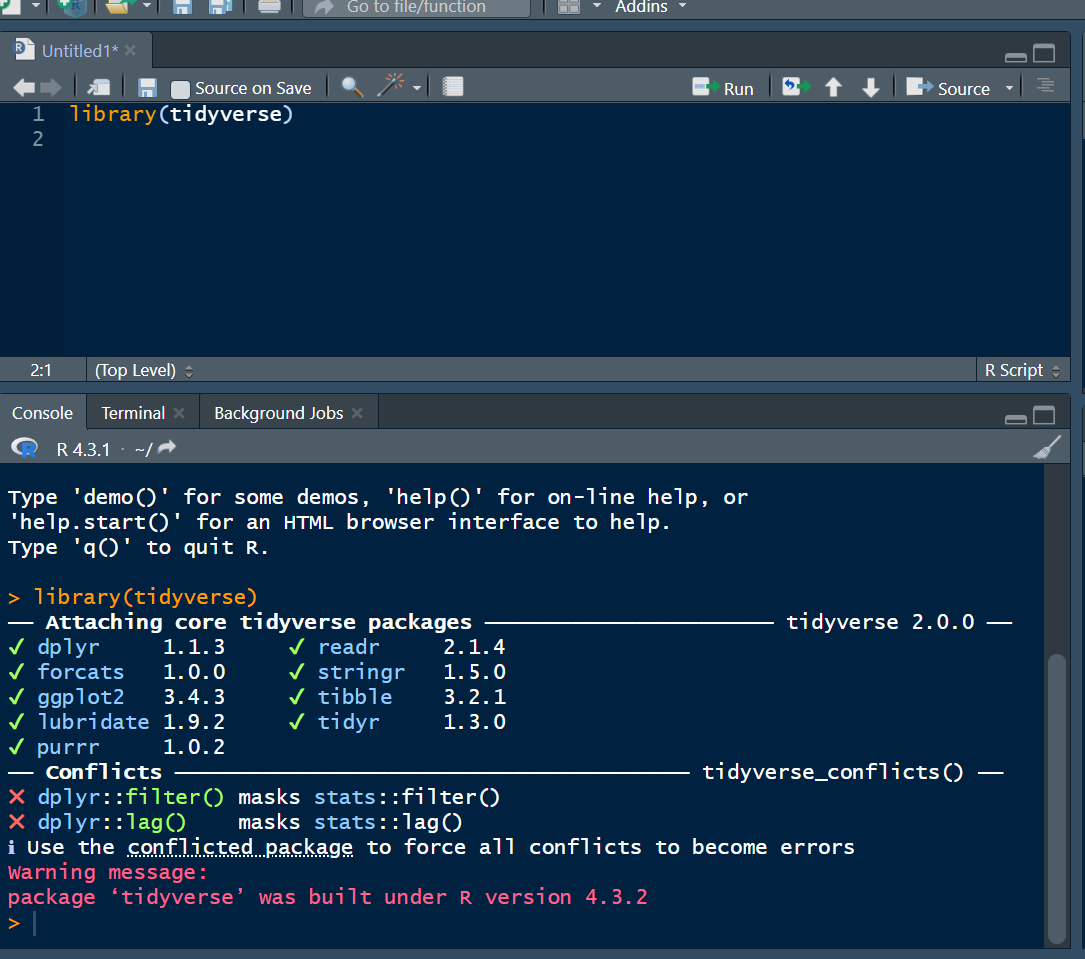 Go to file/function Addins
Untitled1*
Source on Save Run Source
1 library(tidyverse)
2
2:1 (Top Level) R Script
Console Terminal Background Jobs
R 4.3.1 · ~/
Type 'demo()' for some demos, 'help()' for on-line help, or
'help.start()' for an HTML browser interface to help.
Type 'q()' to quit R.
> library(tidyverse)
── Attaching core tidyverse packages ──────────────── tidyverse 2.0.0 ──
✔ dplyr 1.1.3 ✔ readr 2.1.4
✔ forcats 1.0.0 ✔ stringr 1.5.0
✔ ggplot2 3.4.3 ✔ tibble 3.2.1
✔ lubridate 1.9.2 ✔ tidyr 1.3.0
✔ purrr 1.0.2
── Conflicts ──────────────────────────── tidyverse_conflicts() ──
✖ dplyr::filter() masks stats::filter()
✖ dplyr::lag() masks stats::lag()
ℹ Use the conflicted package to force all conflicts to become errors
Warning message:
package ‘tidyverse’ was built under R version 4.3.2
>